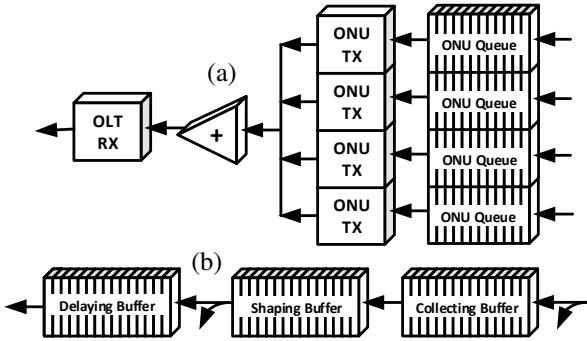 (a)
ONU
TX
ONU Queue
ONU
TX
ONU Queue
OLT
RX
+
ONU
TX
ONU Queue
ONU
TX
ONU Queue
(b)
Delaying Buffer
Shaping Buffer
Collecting Buffer